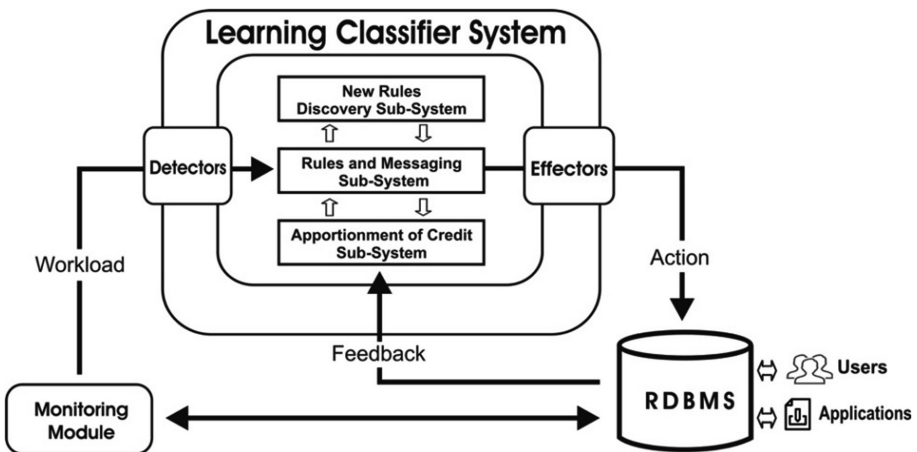 Learning Classifier System
New Rules
Discovery Sub-System
Detectors
Rules and Messaging
Sub-System
Effectors
Apportionment of Credit
Sub-System
Workload
Action
Feedback
Monitoring
Module
RDBMS
Users
Applications